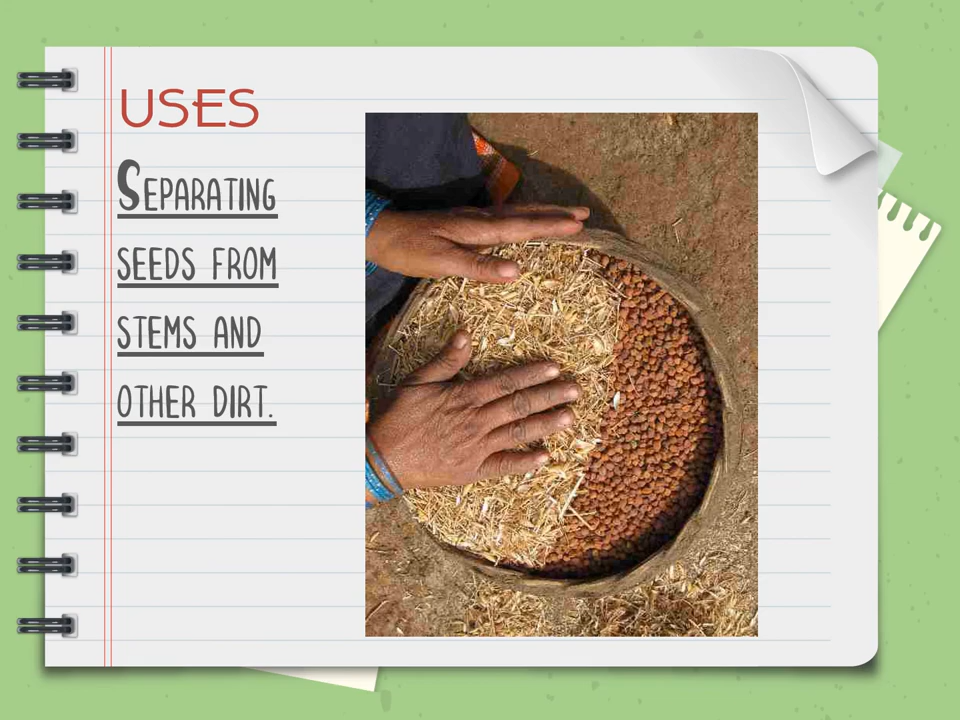 USES
SEPARATING
SEEDS FROM
STEMS AND
OTHER DIRT.